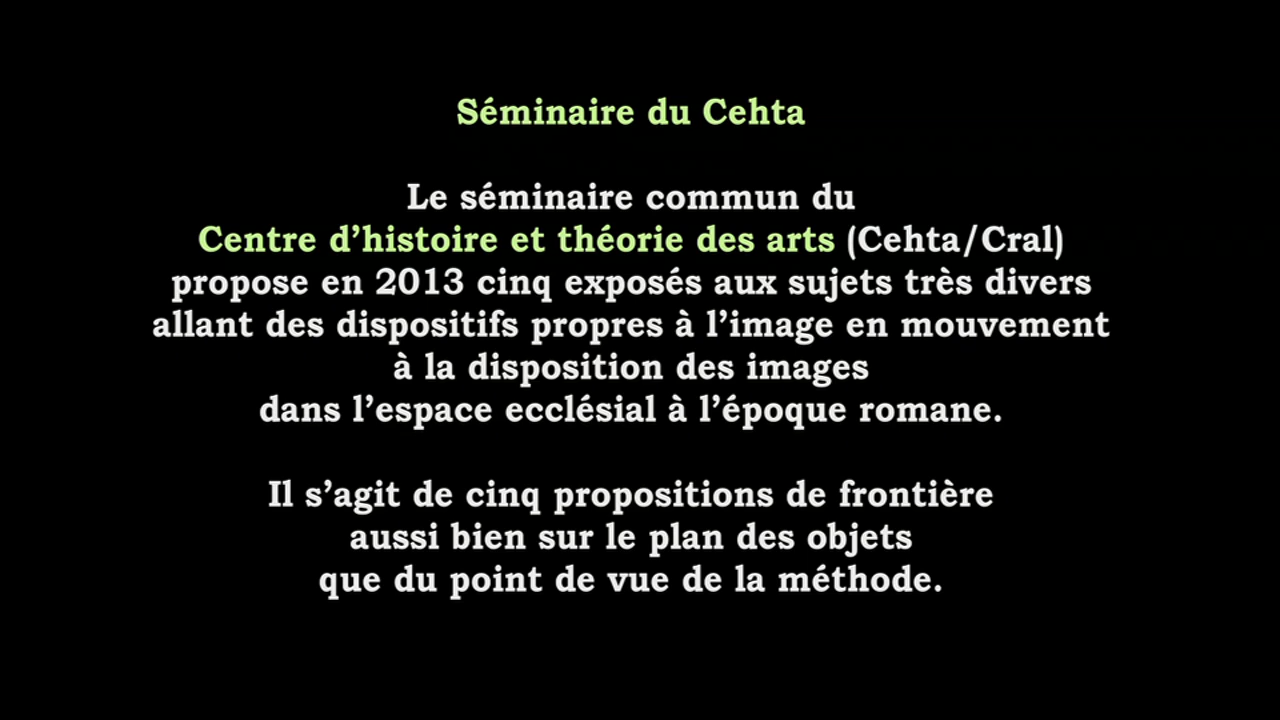 Séminaire du Cehta
Le séminaire commun du
Centre d’histoire et théorie des arts (Cehta/Cral)
propose en 2013 cinq exposés aux sujets très divers
allant des dispositifs propres à l’image en mouvement
à la disposition des images
dans l’espace ecclésial à l’époque romane.
Il s’agit de cinq propositions de frontière
aussi bien sur le plan des objets
que du point de vue de la méthode.